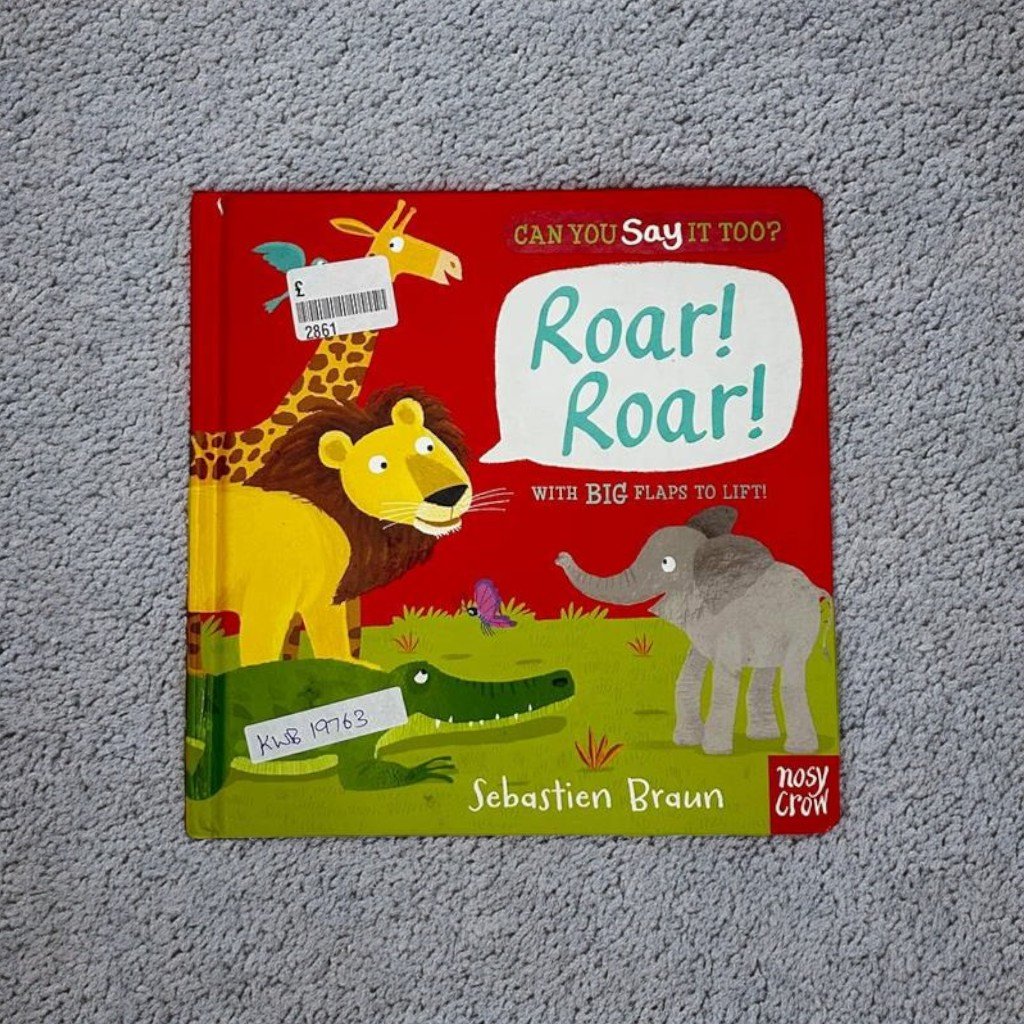 CAN YOU Say IT TOO?
£
2861
Roar!
Roar!
WITH BIG FLAPS TO LIFT!
KWB 19763
Sebastien Braun
nosy
crow